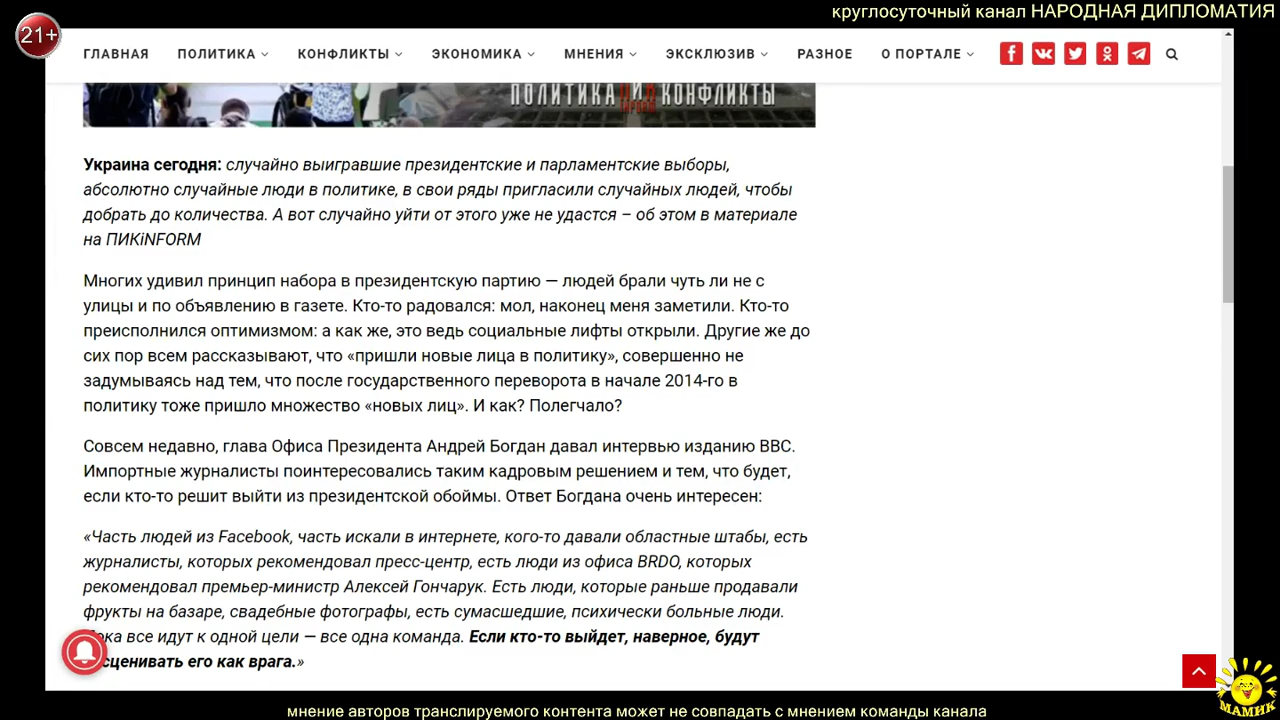 круглосуточный канал НАРОДНАЯ ДИПЛОМАТИЯ
21+
ГЛАВНАЯ ПОЛИТИКА КОНФЛИКТЫ ЭКОНОМИКА МНЕНИЯ ЭКСКЛЮЗИВ РАЗНОЕ О ПОРТАЛЕ
ПОЛИТИКА И КОНФЛИКТЫ
Украина сегодня: случайно выигравшие президентские и парламентские выборы,
абсолютно случайные люди в политике, в свои ряды пригласили случайных людей, чтобы
добрать до количества. А вот случайно уйти от этого уже не удастся – об этом в материале
на ПИКiNFORM
Многих удивил принцип набора в президентскую партию — людей брали чуть ли не с
улицы и по объявлению в газете. Кто-то радовался: мол, наконец меня заметили. Кто-то
преисполнился оптимизмом: а как же, это ведь социальные лифты открыли. Другие же до
сих пор всем рассказывают, что «пришли новые лица в политику», совершенно не
задумываясь над тем, что после государственного переворота в начале 2014-го в
политику тоже пришло множество «новых лиц». И как? Полегчало?
Совсем недавно, глава Офиса Президента Андрей Богдан давал интервью изданию BBC.
Импортные журналисты поинтересовались таким кадровым решением и тем, что будет,
если кто-то решит выйти из президентской обоймы. Ответ Богдана очень интересен:
«Часть людей из Facebook, часть искали в интернете, кого-то давали областные штабы, есть
журналисты, которых рекомендовал пресс-центр, есть люди из офиса BRDO, которых
рекомендовал премьер-министр Алексей Гончарук. Есть люди, которые раньше продавали
фрукты на базаре, свадебные фотографы, есть сумасшедшие, психически больные люди.
ока все идут к одной цели — все одна команда. Если кто-то выйдет, наверное, будут
сценивать его как врага.»
МАМИК
мнение авторов транслируемого контента может не совпадать с мнением команды канала